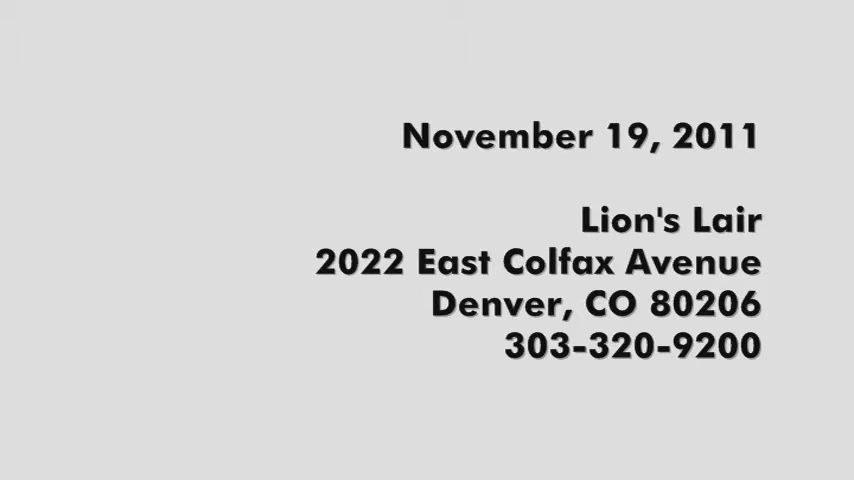 November 19, 2011
Lion's Lair
2022 East Colfax Avenue
Denver, CO 80206
303-320-9200